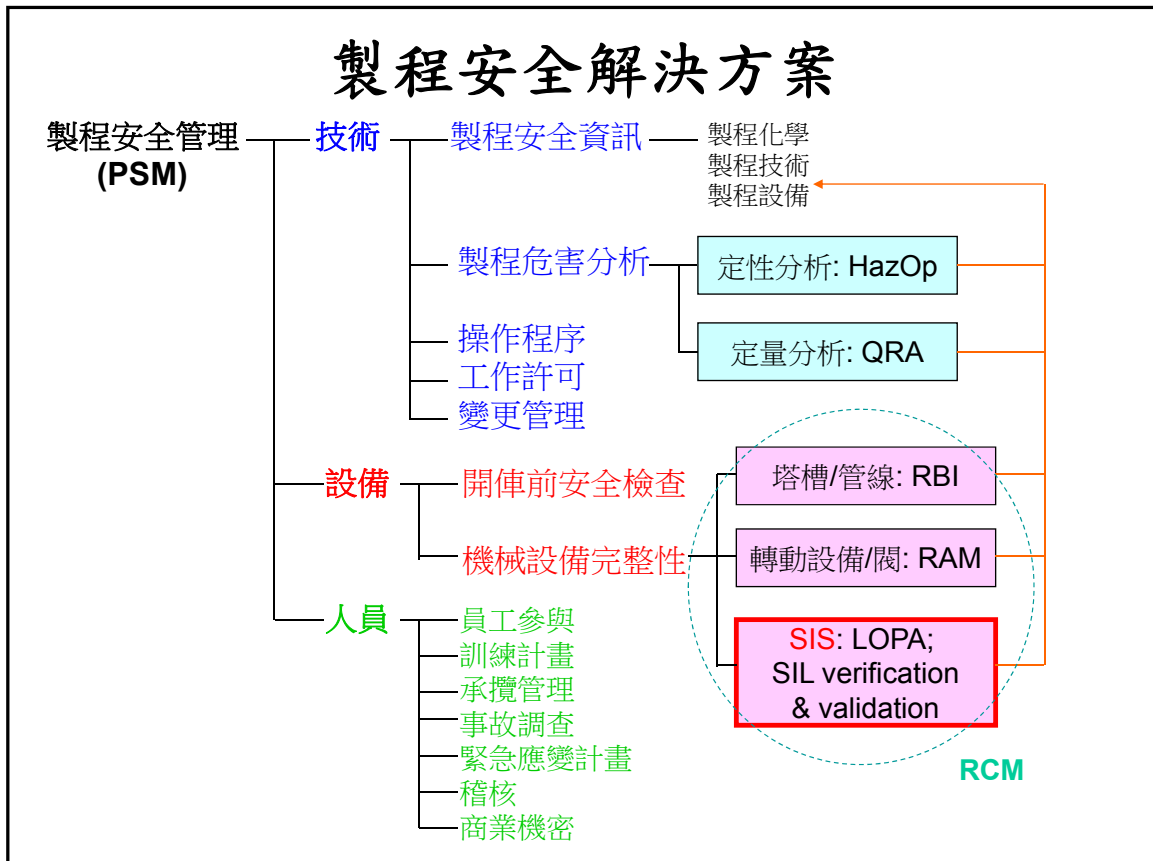 製程安全解決方案
製程安全管理
(PSM)
技術
製程安全資訊
製程化學
製程技術
製程設備
製程危害分析
定性分析: HazOp
定量分析: QRA
操作程序
工作許可
變更管理
設備
開俥前安全檢查
機械設備完整性
塔槽/管線: RBI
轉動設備/閥: RAM
SIS: LOPA;
SIL verification
& validation
RCM
人員
員工參與
訓練計畫
承攬管理
事故調查
緊急應變計畫
稽核
商業機密